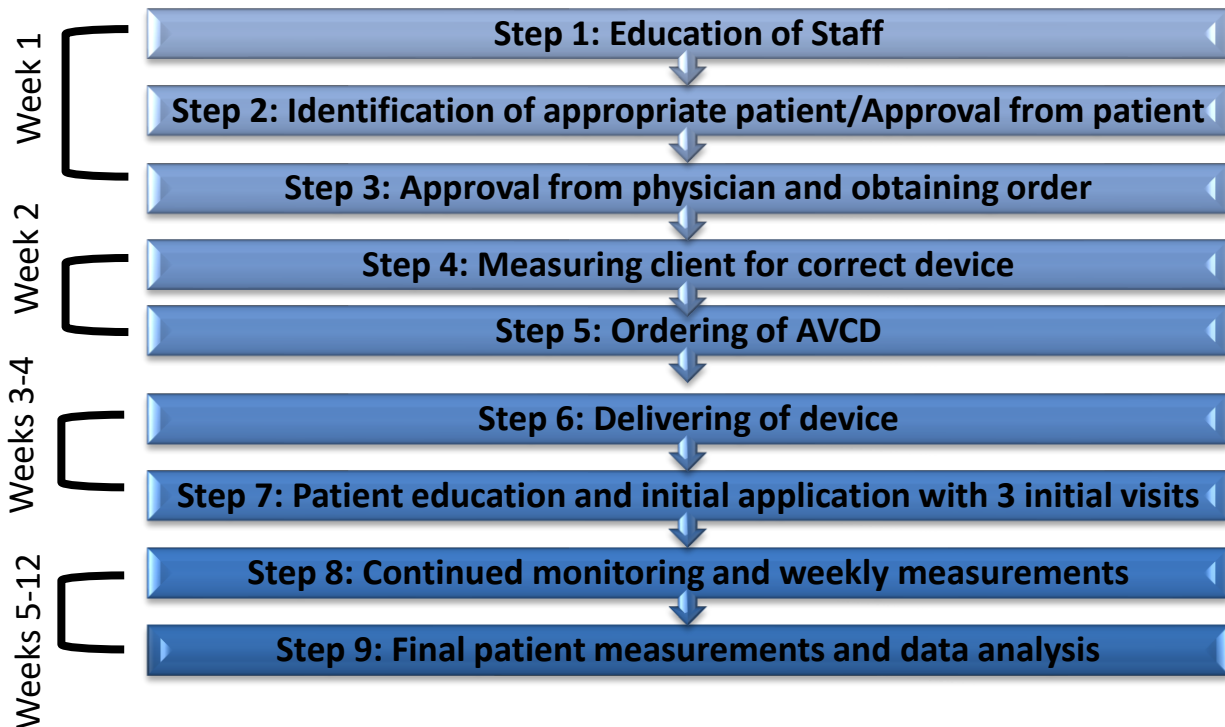 Week 1
Step 1: Education of Staff
Step 2: Identification of appropriate patient/Approval from patient
Step 3: Approval from physician and obtaining order
Week 2
Step 4: Measuring client for correct device
Step 5: Ordering of AVCD
Weeks 3-4
Step 6: Delivering of device
Step 7: Patient education and initial application with 3 initial visits
Weeks 5-12
Step 8: Continued monitoring and weekly measurements
Step 9: Final patient measurements and data analysis